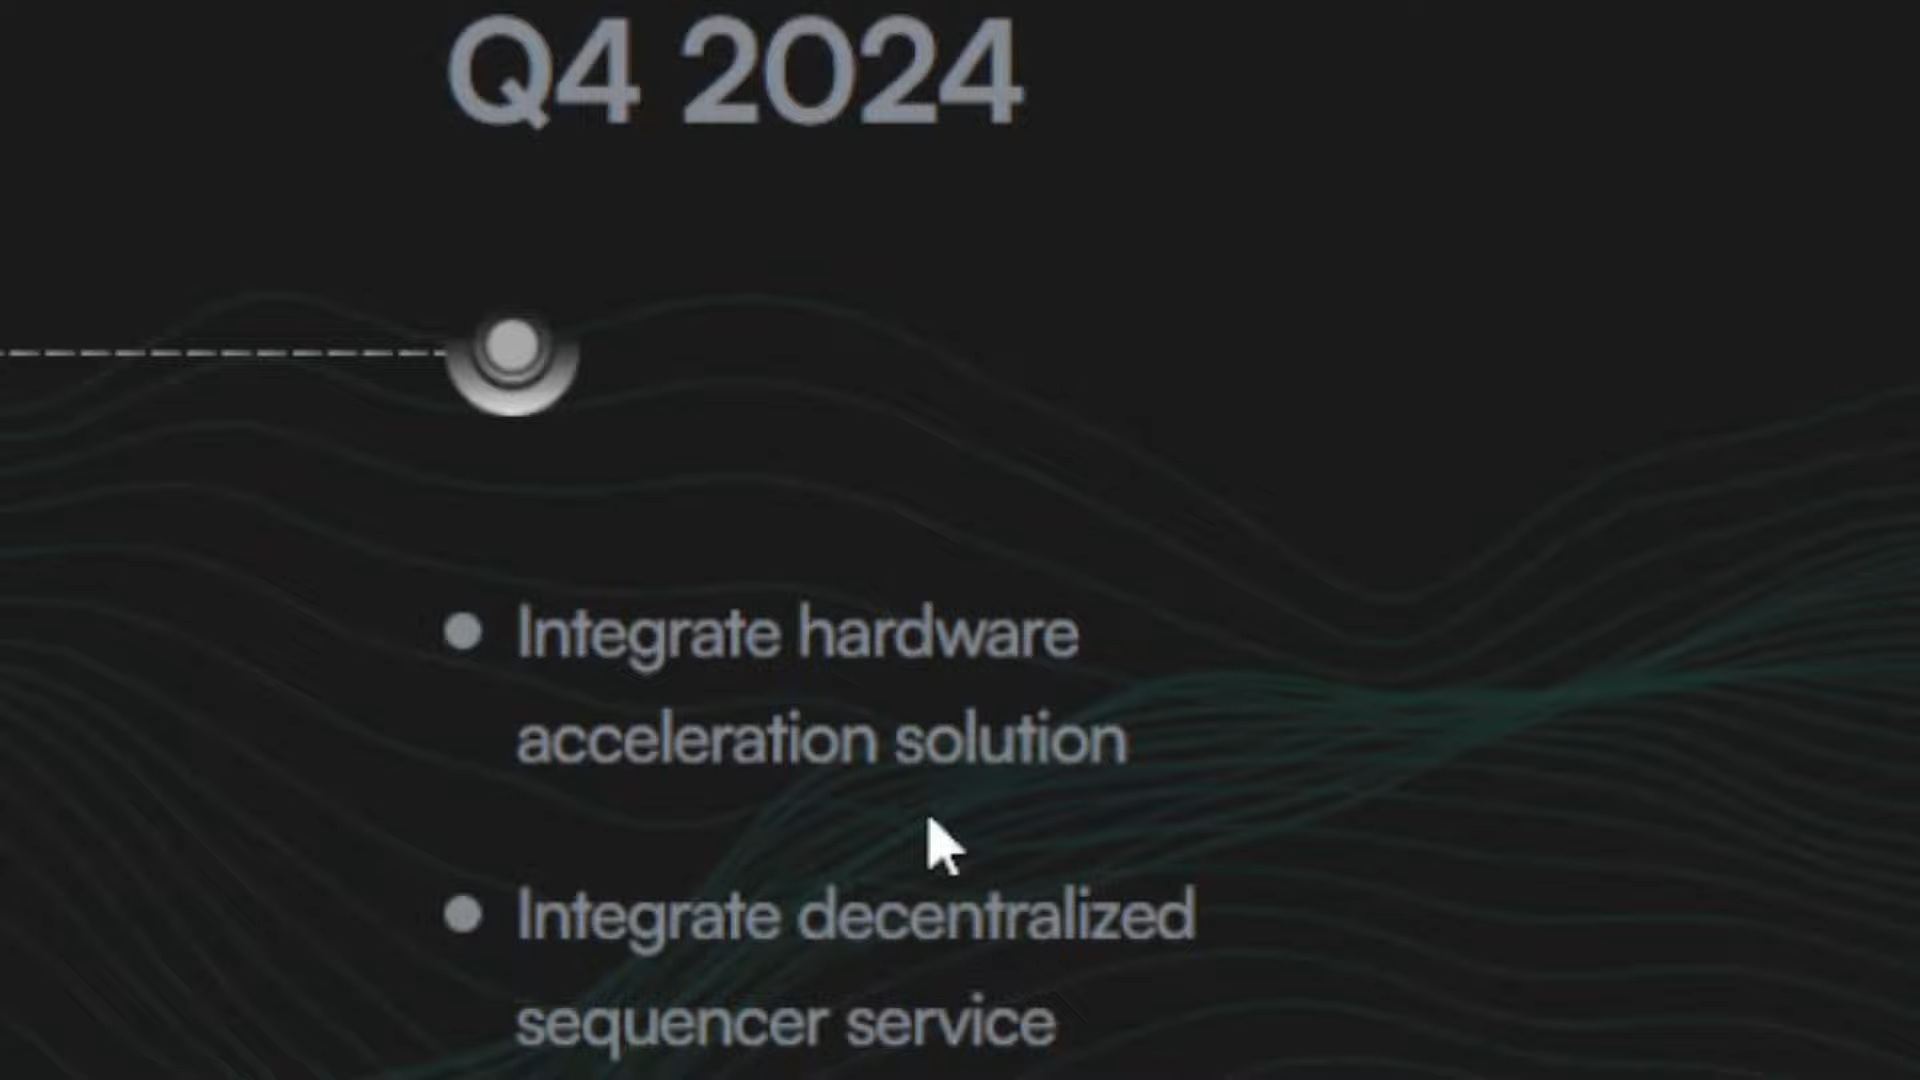 Q4 2024
Integrate hardware
acceleration solution
Integrate decentralized
sequencer service